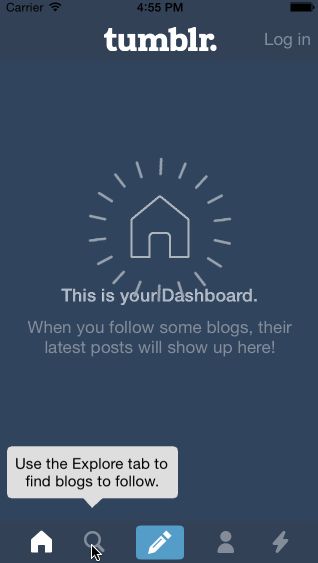 Carrier 4:55 PM
tumblr. Log in
This is your Dashboard.
When you follow some blogs, their
latest posts will show up here!
Use the Explore tab to
find blogs to follow.